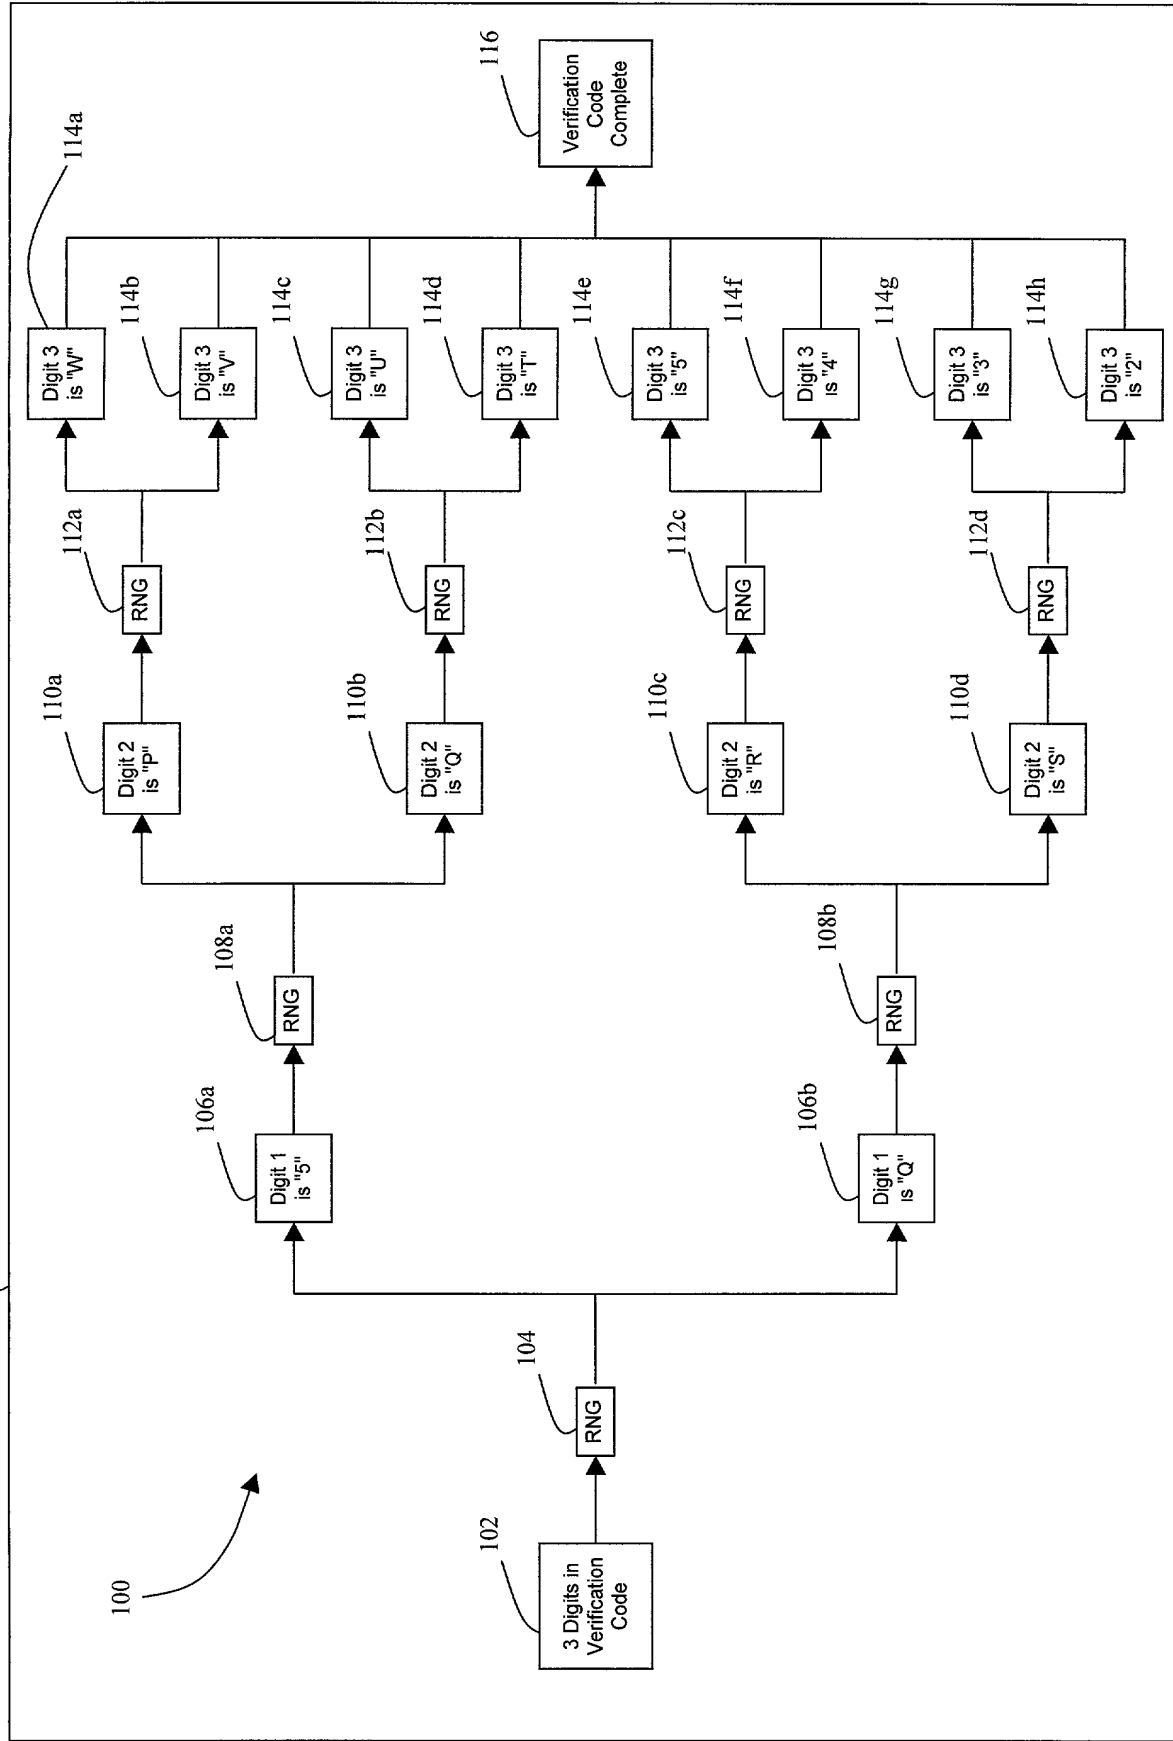 100
102
3 Digits in
Verification
Code
104
RNG
106a
Digit 1
is "5"
106b
Digit 1
is "Q"
108a
RNG
108b
RNG
110a
Digit 2
is "P"
110b
Digit 2
is "Q"
110c
Digit 2
is "R"
110d
Digit 2
is "S"
112a
RNG
112b
RNG
112c
RNG
112d
RNG
114a
Digit 3
is "W"
114b
Digit 3
is "V"
114c
Digit 3
is "U"
114d
Digit 3
is "T"
114e
Digit 3
is "5"
114f
Digit 3
is "4"
114g
Digit 3
is "3"
114h
Digit 3
is "2"
116
Verification
Code
Complete